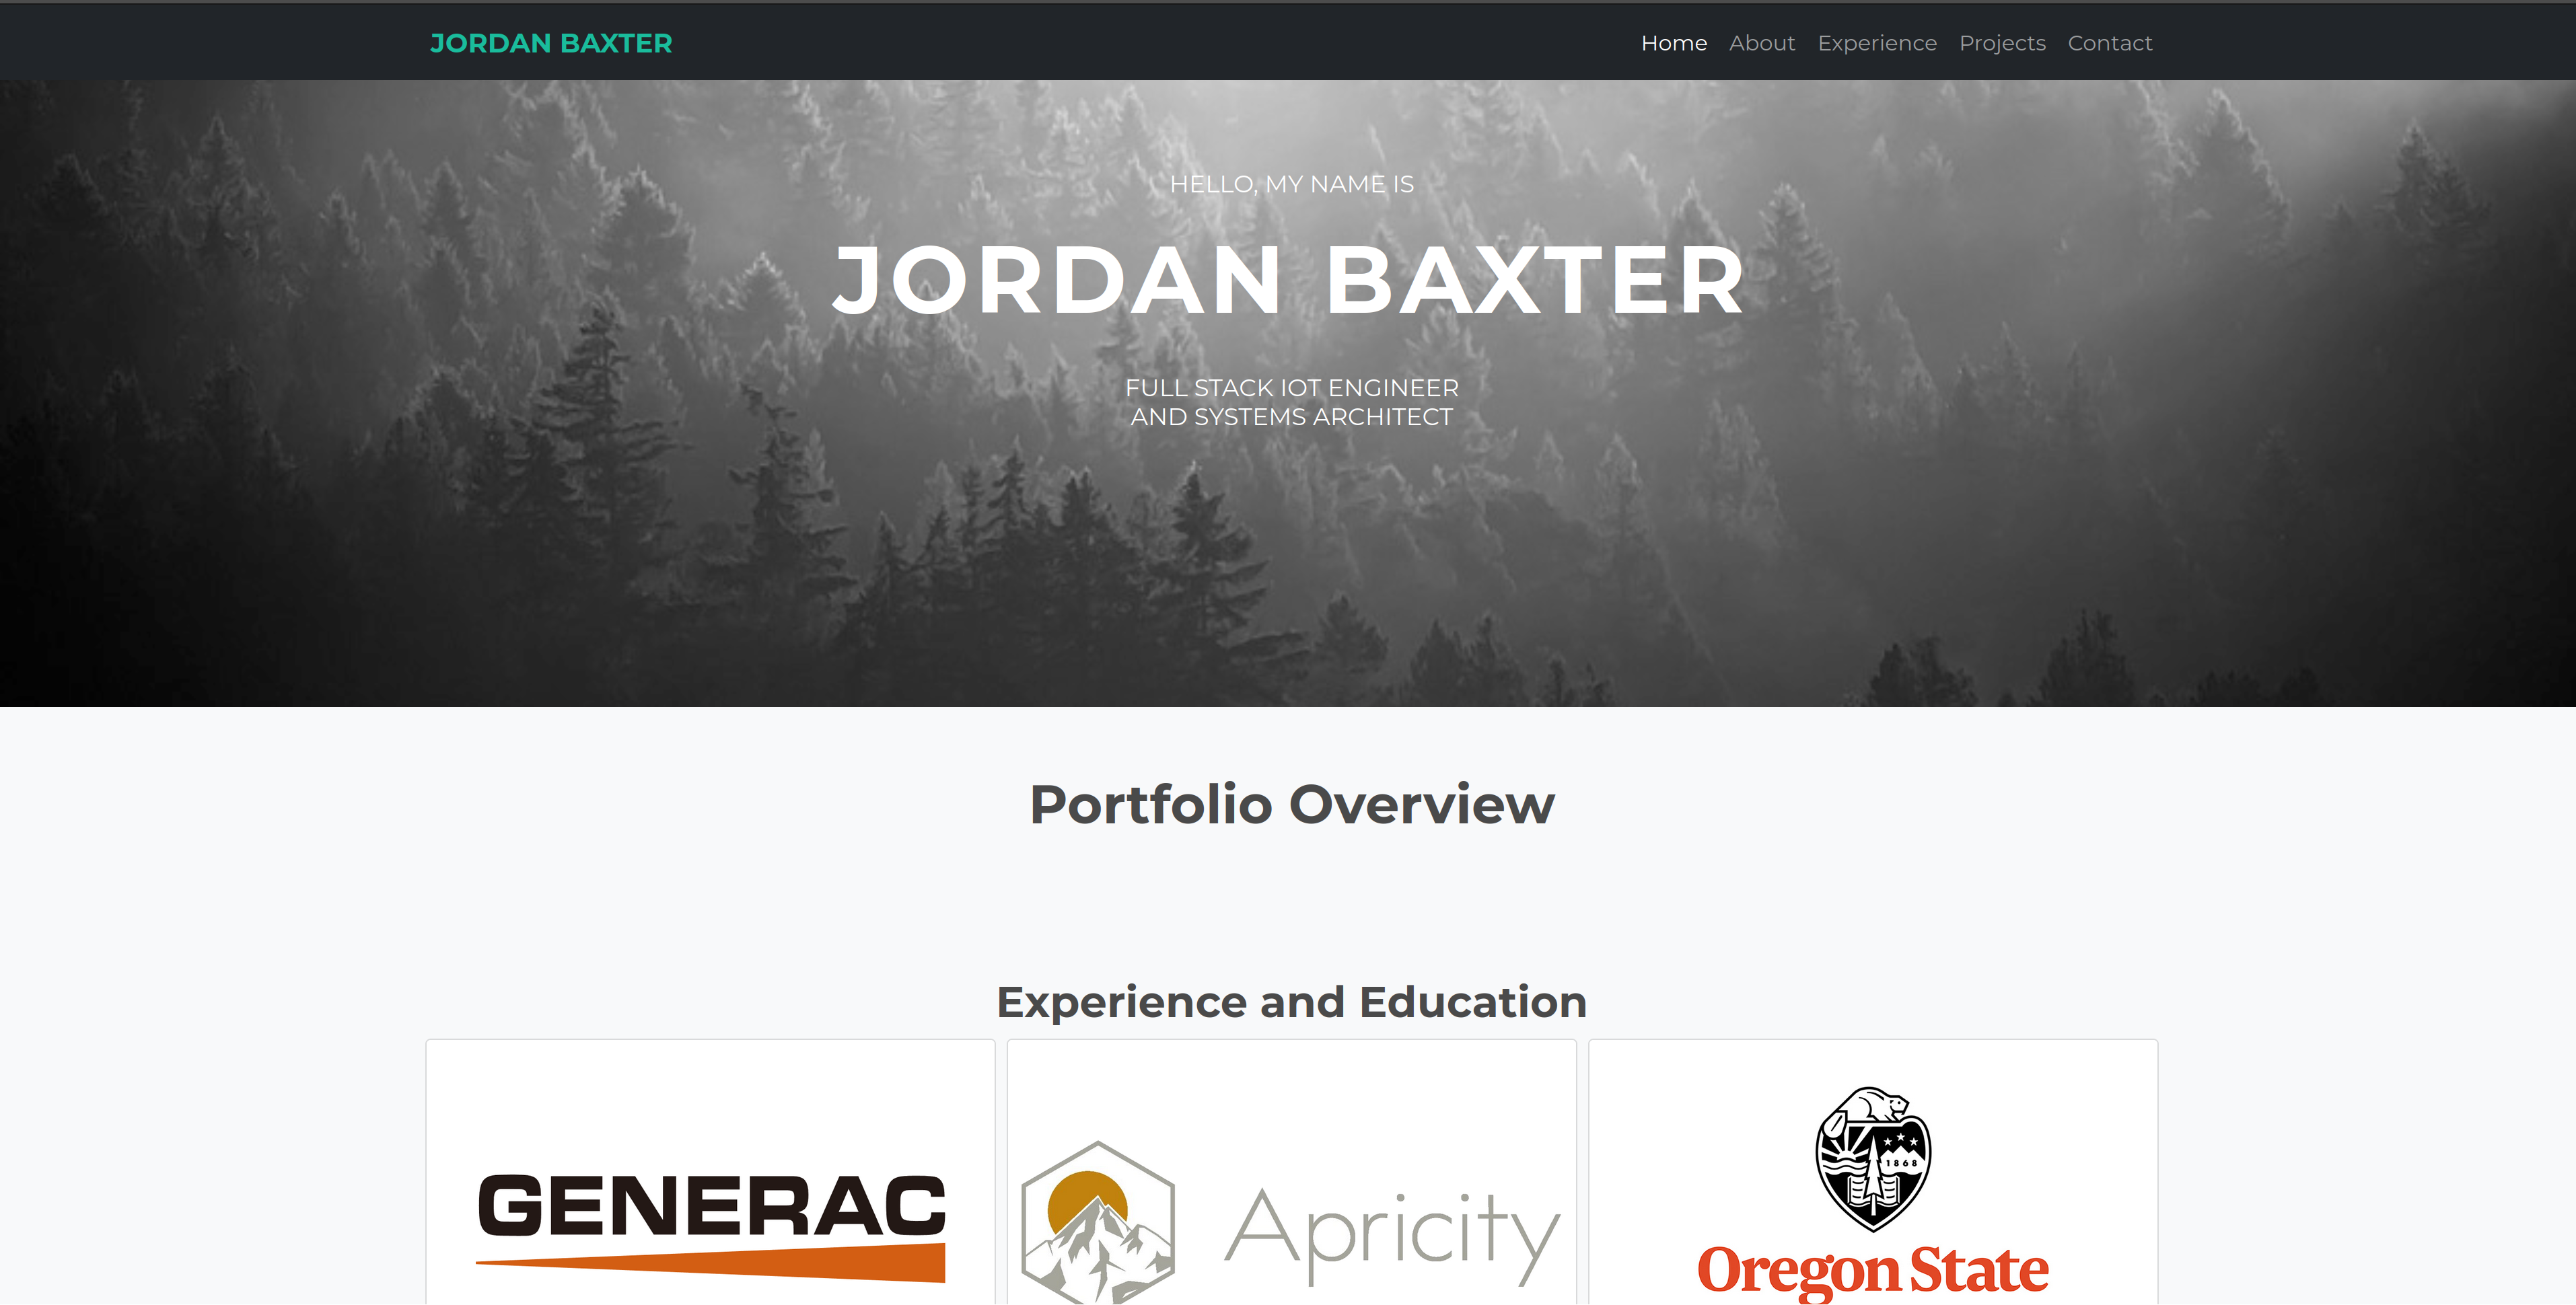 JORDAN BAXTER
Home About Experience Projects Contact
HELLO, MY NAME IS
JORDAN BAXTER
FULL STACK IOT ENGINEER
AND SYSTEMS ARCHITECT
Portfolio Overview
Experience and Education
GENERAC
Apricity
1868
Oregon State